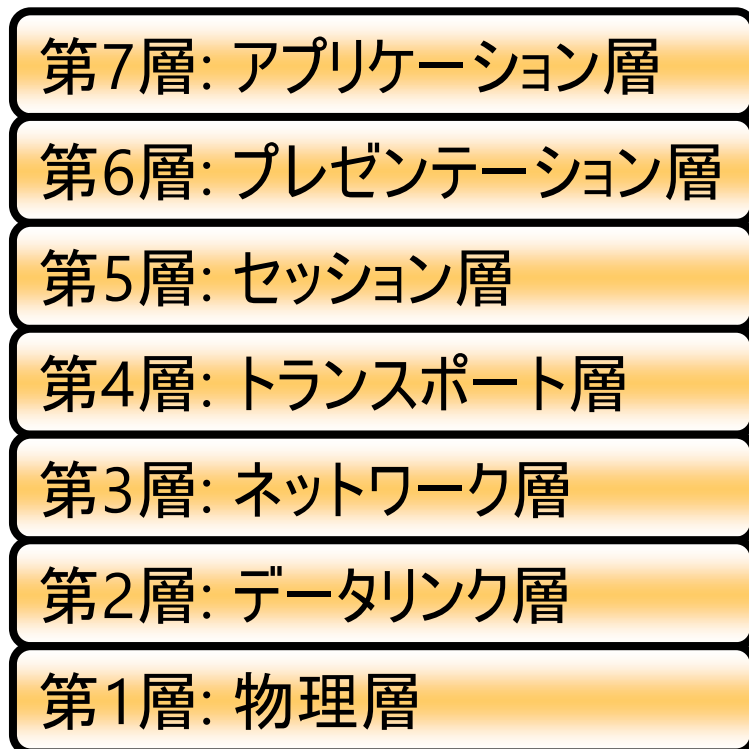 第7層: アプリケーション層
第6層: プレゼンテーション層
第5層: セッション層
第4層: トランスポート層
第3層: ネットワーク層
第2層: データリンク層
第1層: 物理層